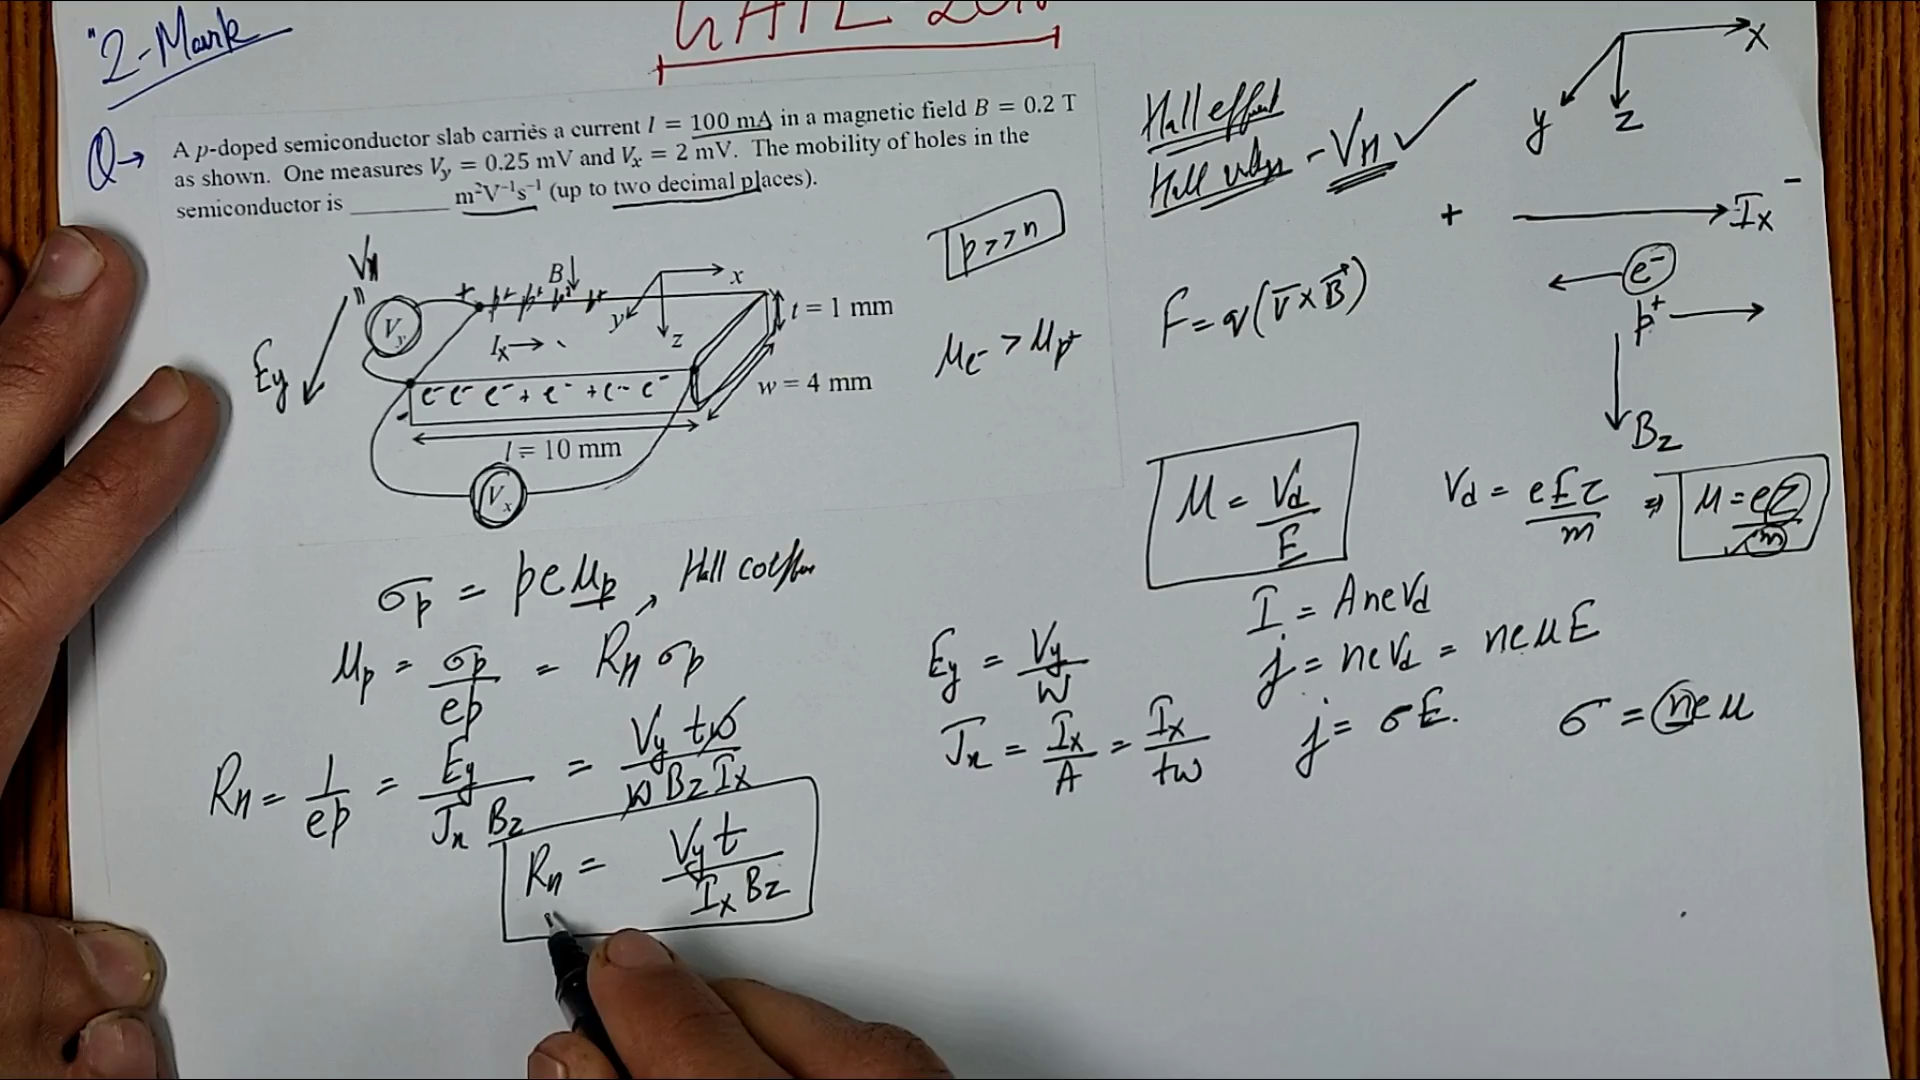 "2-Mark
GATE 2018
Q→ A p-doped semiconductor slab carries a current I = 100 mA in a magnetic field B = 0.2 T
as shown. One measures Vy = 0.25 mV and Vx = 2 mV. The mobility of holes in the
semiconductor is ________ m²V⁻¹s⁻¹ (up to two decimal places).
VH
"
Ey
Vy
+
B↓
x
y
z
Ix→
t = 1 mm
w = 4 mm
e⁻ e⁻ e⁻ + e⁻ + e⁻ e⁻
-
l = 10 mm
Vx
p >> n
μe⁻ > μp⁺
Hall effect
- VH ✓
F = q(V̄ × B⃗)
X
y
z
+ → Ix -
e⁻
p⁺
Bz
σp = peμp
μp = σp/ep = RH σp
RH = 1/ep = Ey/(Jx Bz) = Vy tw/(w Bz Ix)
RH = Vy t/(Ix Bz)
μ = Vd/E
Vd = eEτ/m ⇒ μ = eτ/m
I = AneVd
j = neVd = neμE
j = σE. σ = neμ
Ey = Vy/W
Jx = Ix/A = Ix/tw